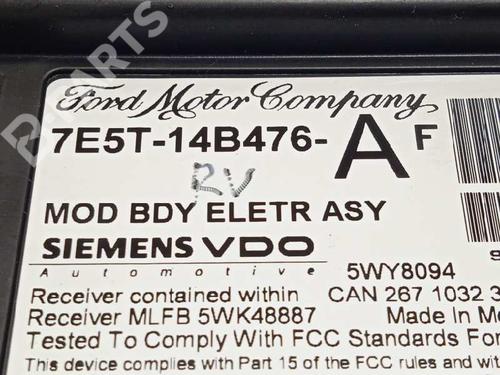 B-PARTS
Ford Motor Company
7E5T-14B476-AF
RV
MOD BDY ELETR ASY
SIEMENS VDO
Automotive
5WY8094
Receiver contained within CAN 267 1032
Receiver MLFB 5WK48887 Made In
Tested To Comply With FCC Standards For
This device complies with Part 15 of the FCC rules and